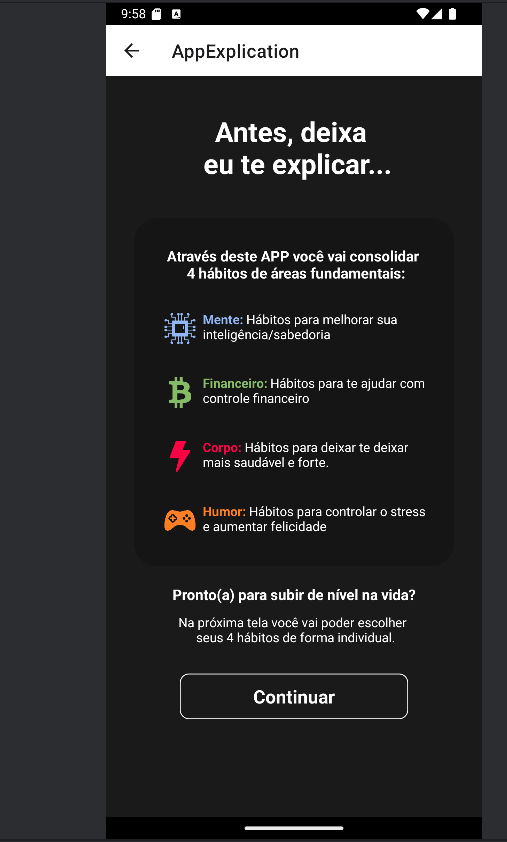 9:58
AppExplication
Antes, deixa
eu te explicar...
Através deste APP você vai consolidar
4 hábitos de áreas fundamentais:
Mente: Hábitos para melhorar sua
inteligência/sabedoria
Financeiro: Hábitos para te ajudar com
controle financeiro
Corpo: Hábitos para deixar te deixar
mais saudável e forte.
Humor: Hábitos para controlar o stress
e aumentar felicidade
Pronto(a) para subir de nível na vida?
Na próxima tela você vai poder escolher
seus 4 hábitos de forma individual.
Continuar